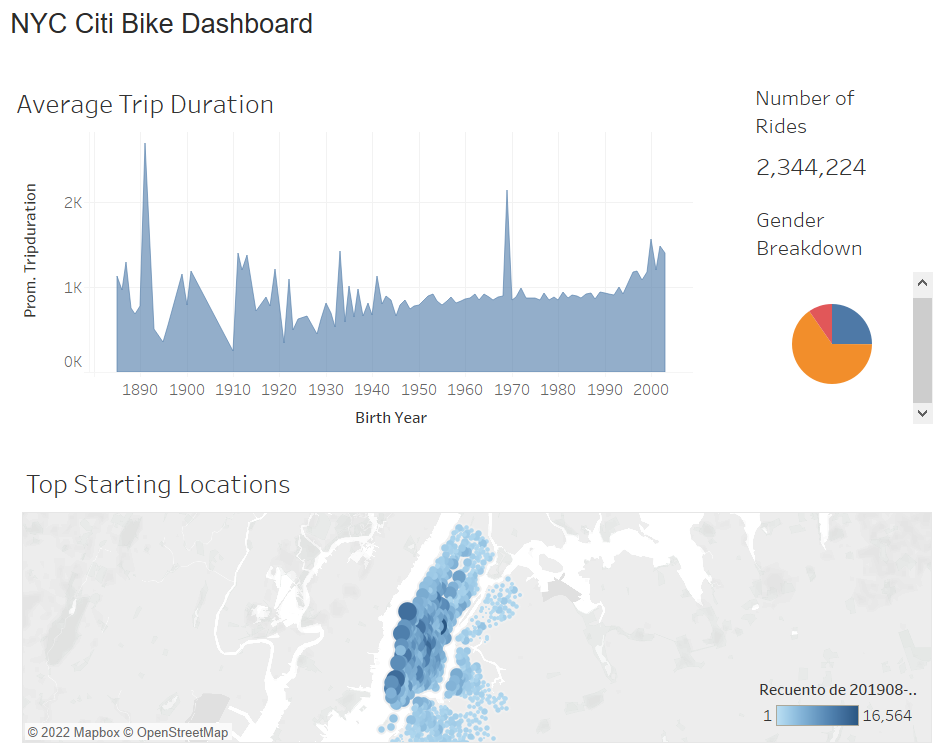 NYC Citi Bike Dashboard
Average Trip Duration
Prom. Tripduration
2K
1K
0K
1890 1900 1910 1920 1930 1940 1950 1960 1970 1980 1990 2000
Birth Year
Number of
Rides
2,344,224
Gender
Breakdown
Top Starting Locations
Recuento de 201908-..
1 16,564
© 2022 Mapbox © OpenStreetMap